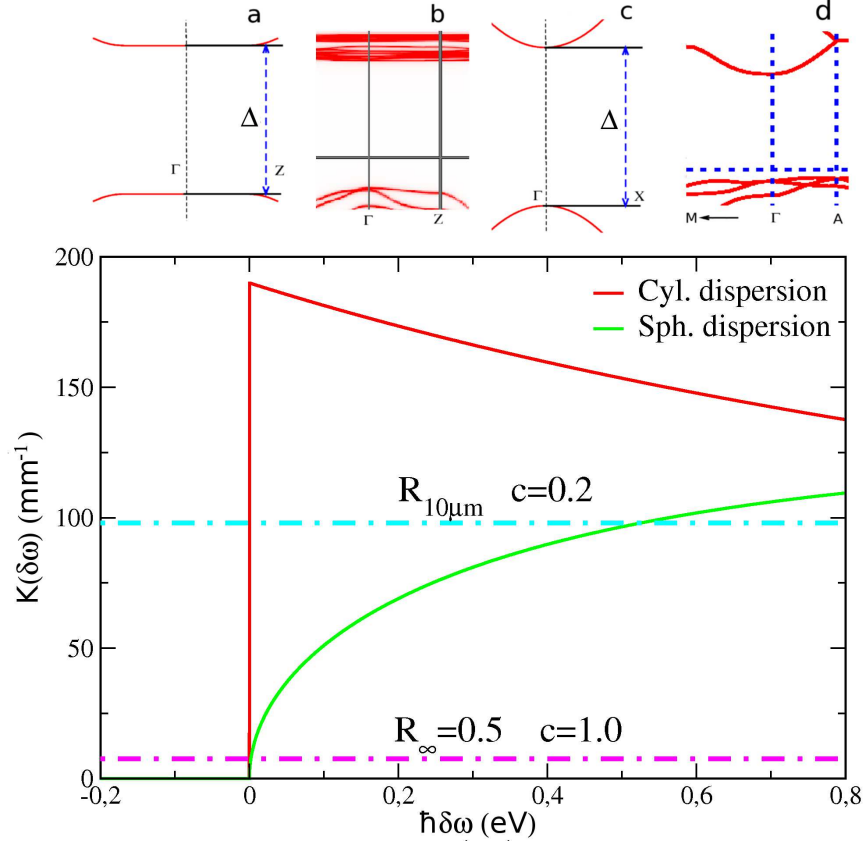 a b c d
Δ Δ
Γ Z Γ Z Γ X M Γ A
200
Cyl. dispersion
Sph. dispersion
150
R10μm c=0.2
100
K(δω) (mm-1)
50
R∞=0.5 c=1.0
0
-0,2 0 0,2 0,4 0,6 0,8
ħδω (eV)